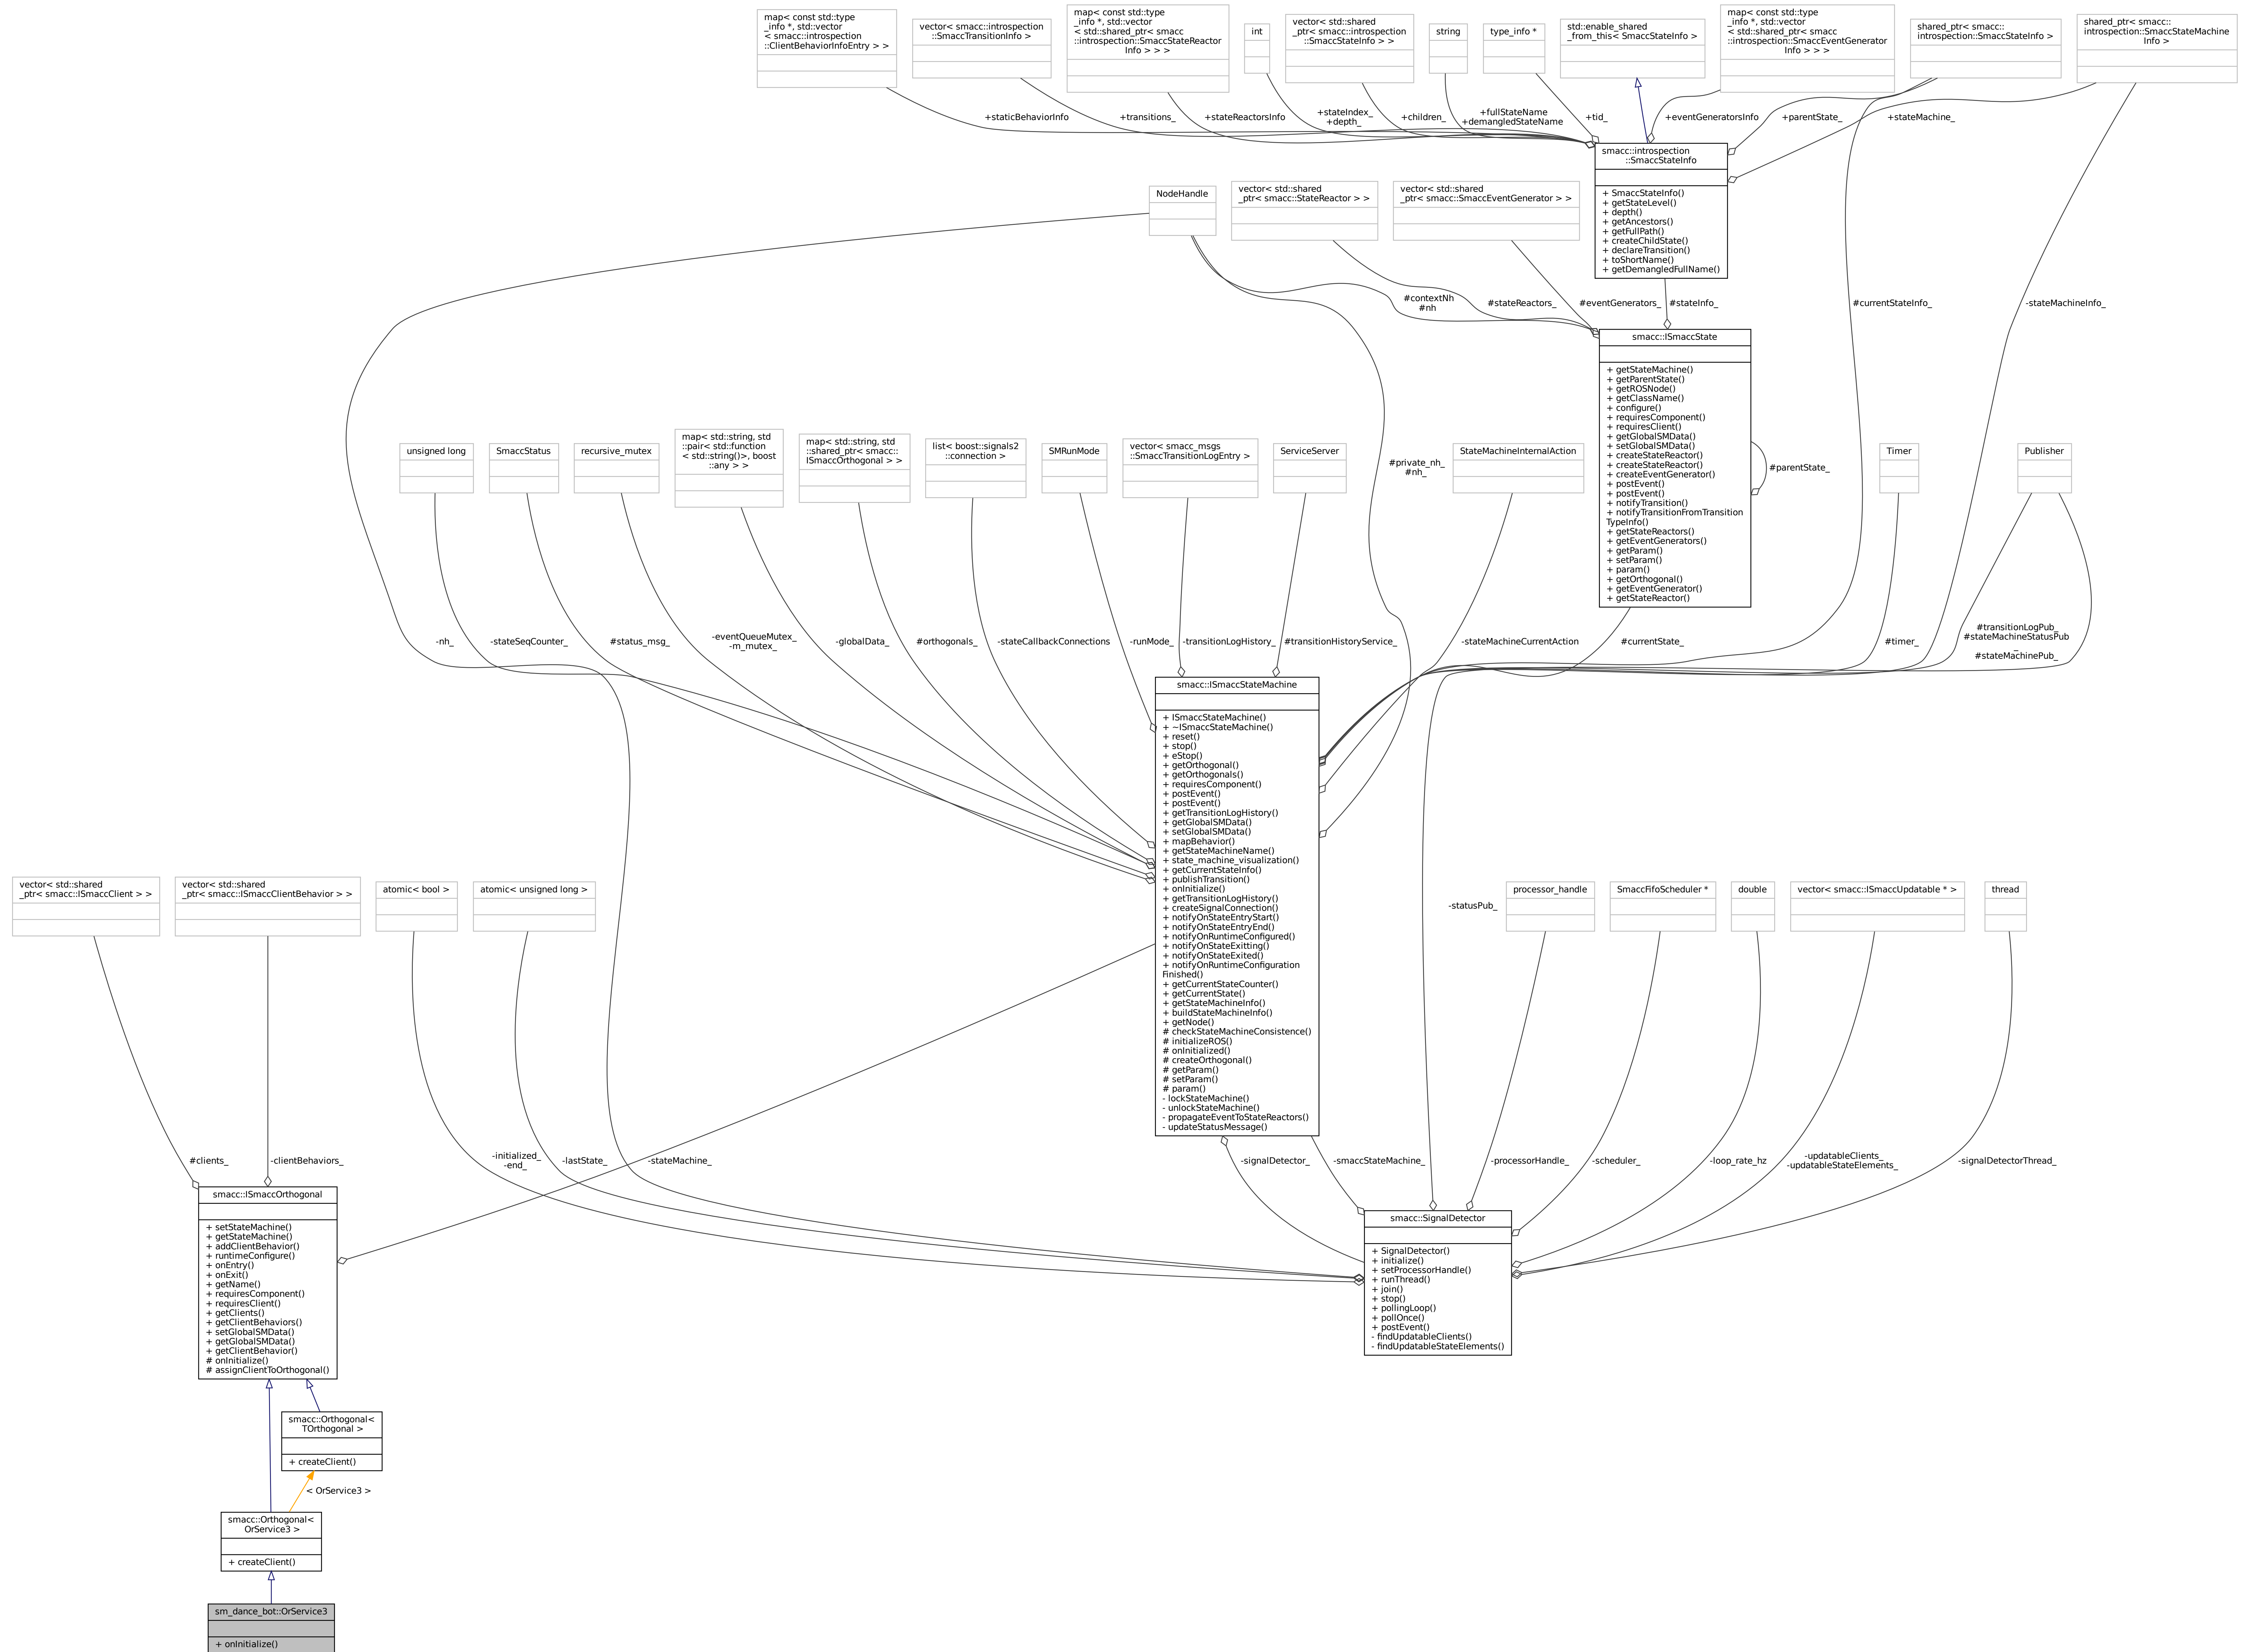 map< const std::type
_info *, std::vector
< smacc::introspection
::ClientBehaviorInfoEntry > >
vector< smacc::introspection
::SmaccTransitionInfo >
map< const std::type
_info *, std::vector
< std::shared_ptr< smacc
::introspection::SmaccStateReactor
Info > > >
int
vector< std::shared
_ptr< smacc::introspection
::SmaccStateInfo > >
string
type_info *
std::enable_shared
_from_this< SmaccStateInfo >
map< const std::type
_info *, std::vector
< std::shared_ptr< smacc
::introspection::SmaccEventGenerator
Info > > >
shared_ptr< smacc::
introspection::SmaccStateInfo >
shared_ptr< smacc::
introspection::SmaccStateMachine
Info >
+staticBehaviorInfo
+transitions_
+stateReactorsInfo
+stateIndex_
+depth_
+children_
+fullStateName
+demangledStateName
+tid_
+eventGeneratorsInfo
+parentState_
+stateMachine_
smacc::introspection
::SmaccStateInfo
+ SmaccStateInfo()
+ getStateLevel()
+ depth()
+ getAncestors()
+ getFullPath()
+ createChildState()
+ declareTransition()
+ toShortName()
+ getDemangledFullName()
NodeHandle
vector< std::shared
_ptr< smacc::StateReactor > >
vector< std::shared
_ptr< smacc::SmaccEventGenerator > >
#contextNh
#nh
#stateReactors_
#eventGenerators_
#stateInfo_
#currentStateInfo_
-stateMachineInfo_
smacc::ISmaccState
+ getStateMachine()
+ getParentState()
+ getROSNode()
+ getClassName()
+ configure()
+ requiresComponent()
+ requiresClient()
+ getGlobalSMData()
+ setGlobalSMData()
+ createStateReactor()
+ createStateReactor()
+ createEventGenerator()
+ postEvent()
+ postEvent()
+ notifyTransition()
+ notifyTransitionFromTransition
TypeInfo()
+ getStateReactors()
+ getEventGenerators()
+ getParam()
+ setParam()
+ param()
+ getOrthogonal()
+ getEventGenerator()
+ getStateReactor()
#parentState_
unsigned long
SmaccStatus
recursive_mutex
map< std::string, std
::pair< std::function
< std::string()>, boost
::any > >
map< std::string, std
::shared_ptr< smacc::
ISmaccOrthogonal > >
list< boost::signals2
::connection >
SMRunMode
vector< smacc_msgs
::SmaccTransitionLogEntry >
ServiceServer
#private_nh_
#nh_
StateMachineInternalAction
Timer
Publisher
-nh_
-stateSeqCounter_
#status_msg_
-eventQueueMutex_
-m_mutex_
-globalData_
#orthogonals_
-stateCallbackConnections
-runMode_
-transitionLogHistory_
#transitionHistoryService_
-stateMachineCurrentAction
#currentState_
#timer_
#transitionLogPub_
#stateMachineStatusPub
_
#stateMachinePub_
smacc::ISmaccStateMachine
+ ISmaccStateMachine()
+ ~ISmaccStateMachine()
+ reset()
+ stop()
+ eStop()
+ getOrthogonal()
+ getOrthogonals()
+ requiresComponent()
+ postEvent()
+ postEvent()
+ getTransitionLogHistory()
+ getGlobalSMData()
+ setGlobalSMData()
+ mapBehavior()
+ getStateMachineName()
+ state_machine_visualization()
+ getCurrentStateInfo()
+ publishTransition()
+ onInitialize()
+ getTransitionLogHistory()
+ createSignalConnection()
+ notifyOnStateEntryStart()
+ notifyOnStateEntryEnd()
+ notifyOnRuntimeConfigured()
+ notifyOnStateExitting()
+ notifyOnStateExited()
+ notifyOnRuntimeConfiguration
Finished()
+ getCurrentStateCounter()
+ getCurrentState()
+ getStateMachineInfo()
+ buildStateMachineInfo()
+ getNode()
# checkStateMachineConsistence()
# initializeROS()
# onInitialized()
# createOrthogonal()
# getParam()
# setParam()
# param()
- lockStateMachine()
- unlockStateMachine()
- propagateEventToStateReactors()
- updateStatusMessage()
vector< std::shared
_ptr< smacc::ISmaccClient > >
vector< std::shared
_ptr< smacc::ISmaccClientBehavior > >
atomic< bool >
atomic< unsigned long >
-statusPub_
processor_handle
SmaccFifoScheduler *
double
vector< smacc::ISmaccUpdatable * >
thread
#clients_
-clientBehaviors_
-initialized_
-end_
-lastState_
-stateMachine_
-signalDetector_
-smaccStateMachine_
-processorHandle_
-scheduler_
-loop_rate_hz
-updatableClients_
-updatableStateElements_
-signalDetectorThread_
smacc::ISmaccOrthogonal
+ setStateMachine()
+ getStateMachine()
+ addClientBehavior()
+ runtimeConfigure()
+ onEntry()
+ onExit()
+ getName()
+ requiresComponent()
+ requiresClient()
+ getClients()
+ getClientBehaviors()
+ setGlobalSMData()
+ getGlobalSMData()
+ getClientBehavior()
# onInitialize()
# assignClientToOrthogonal()
smacc::SignalDetector
+ SignalDetector()
+ initialize()
+ setProcessorHandle()
+ runThread()
+ join()
+ stop()
+ pollingLoop()
+ pollOnce()
+ postEvent()
- findUpdatableClients()
- findUpdatableStateElements()
smacc::Orthogonal<
TOrthogonal >
+ createClient()
< OrService3 >
smacc::Orthogonal<
OrService3 >
+ createClient()
sm_dance_bot::OrService3
+ onInitialize()